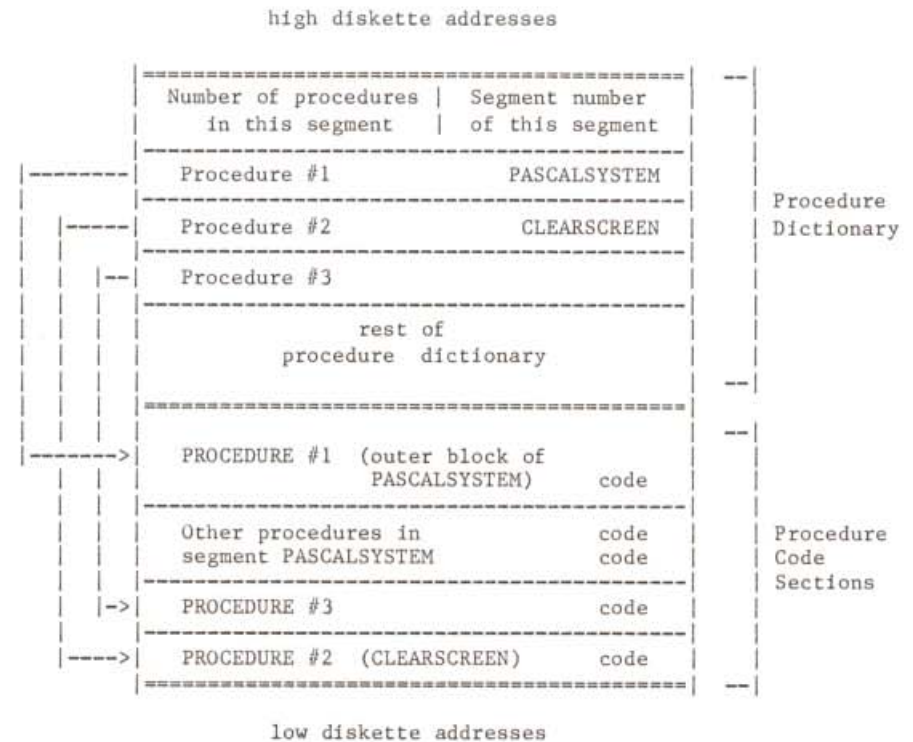 high diskette addresses
Number of procedures | Segment number
in this segment | of this segment
Procedure #1 PASCALSYSTEM
Procedure #2 CLEARSCREEN
Procedure #3
rest of
procedure dictionary
Procedure
Dictionary
PROCEDURE #1 (outer block of
PASCALSYSTEM) code
Other procedures in code
segment PASCALSYSTEM code
PROCEDURE #3 code
PROCEDURE #2 (CLEARSCREEN) code
Procedure
Code
Sections
low diskette addresses